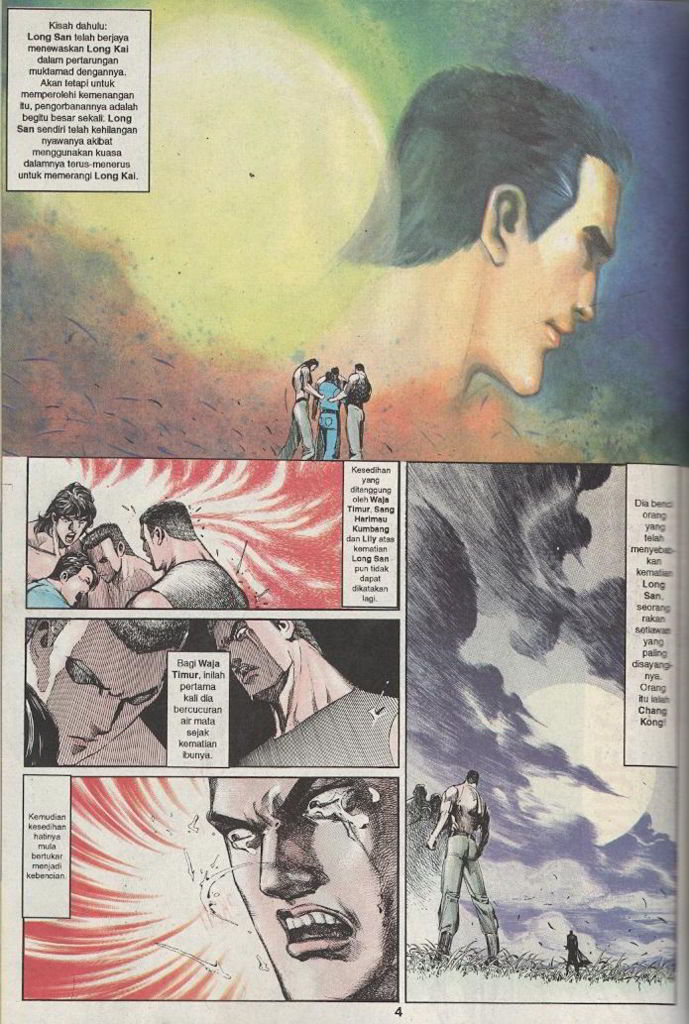 Kisah dahulu:
Long San telah berjaya
menewaskan Long Kai
dalam pertarungan
muktamad dengannya.
Akan tetapi untuk
memperolehi kemenangan
itu, pengorbanannya adalah
begitu besar sekali. Long
San sendiri telah kehilangan
nyawanya akibat
menggunakan kuasa
dalamnya terus-menerus
untuk memerangi Long Kai.
Kesedihan
yang
ditanggung
oleh Waja
Timur, Sang
Harimau
Kumbang
dan Lily atas
kematian
Long San
pun tidak
dapat
dikatakan
lagi.
Bagi Waja
Timur, inilah
pertama
kali dia
bercucuran
air mata
sejak
kematian
ibunya.
Kemudian
kesedihan
hatinya
mula
bertukar
menjadi
kebencian.
Dia benci
orang
yang
telah
menyebab-
kan
kematian
Long
San,
seorang
rakan
setiawan
yang
paling
disayangi-
nya.
Orang
itu ialah
Chang
Kong!
4